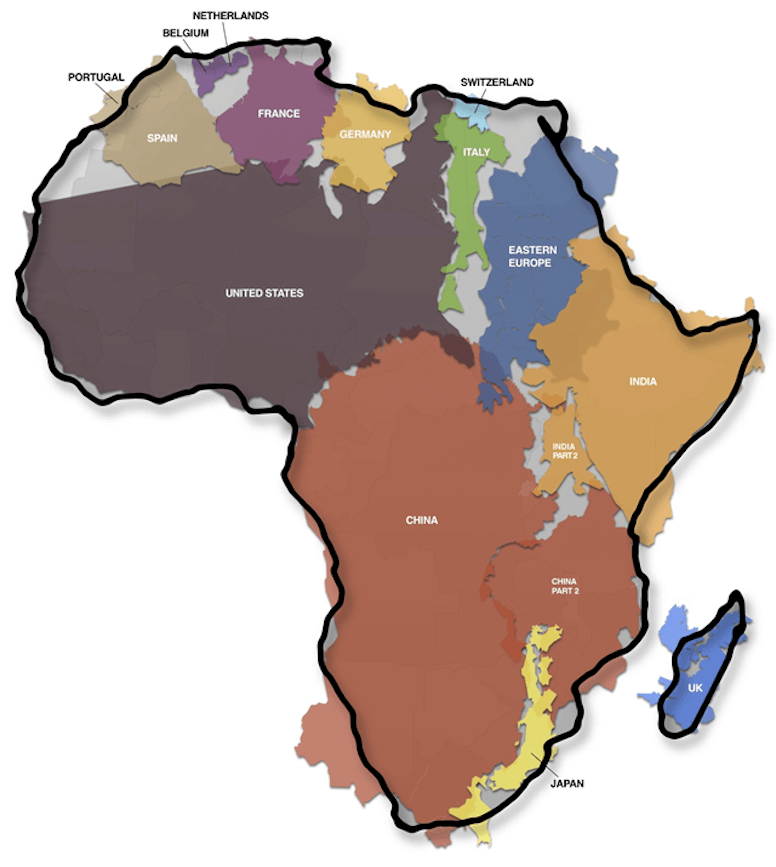 NETHERLANDS
BELGIUM
PORTUGAL
SWITZERLAND
SPAIN
FRANCE
GERMANY
ITALY
UNITED STATES
EASTERN
EUROPE
INDIA
INDIA
PART 2
CHINA
CHINA
PART 2
UK
JAPAN